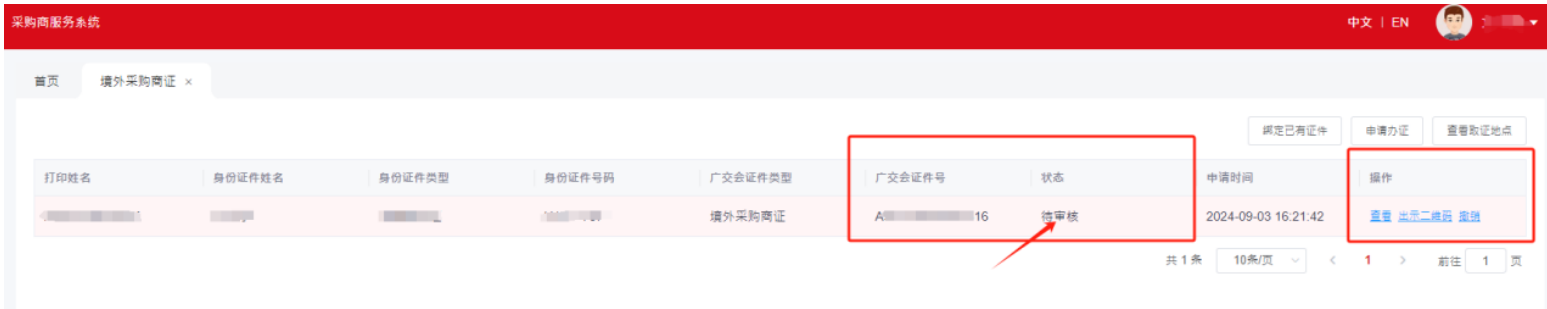 采购商服务系统 中文 | EN
首页 境外采购商证 ×
绑定已有证件 申请办证 查看取证地点
打印姓名 身份证件姓名 身份证件类型 身份证件号码 广交会证件类型 广交会证件号 状态 申请时间 操作
境外采购商证 A 16 待审核 2024-09-03 16:21:42 查看 出示二维码 撤销
共 1 条 10条/页 < 1 > 前往 1 页